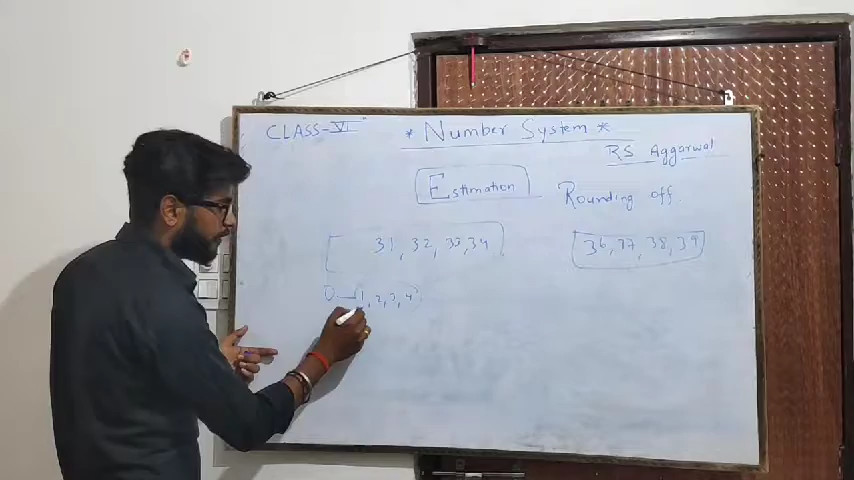 CLASS-VI" * Number System *
RS Aggarwal
Estimation Rounding off.
31, 32, 33, 34 36, 37, 38, 39
1, 2, 3, 4